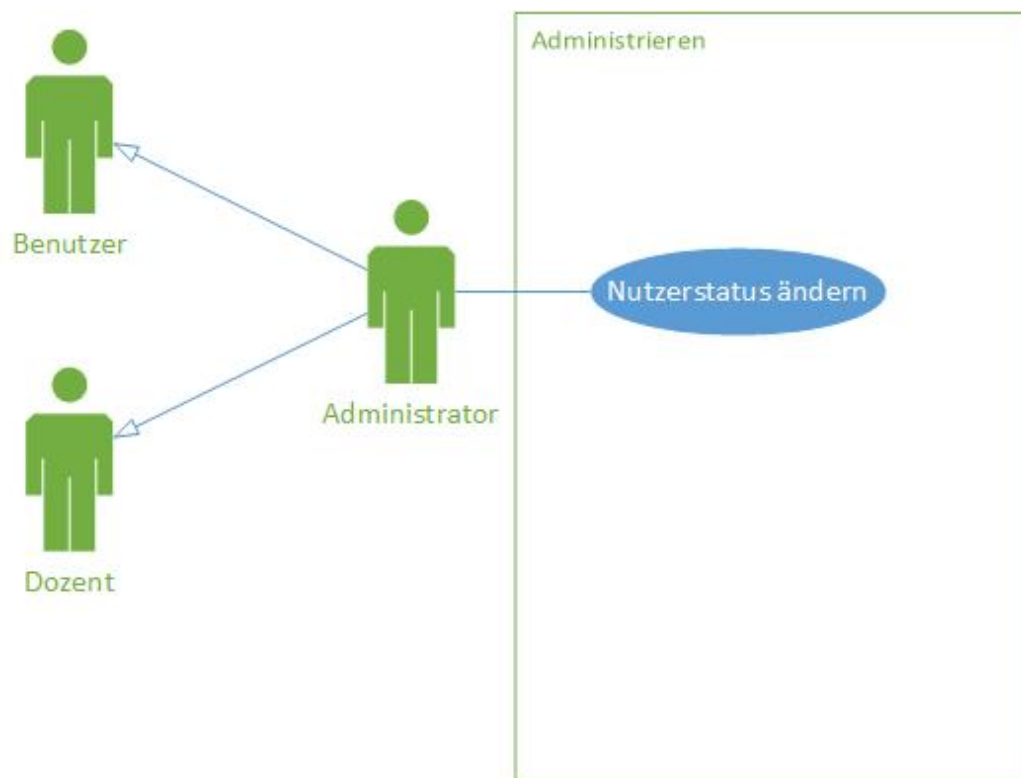 Administrieren
Benutzer
Nutzerstatus ändern
Administrator
Dozent